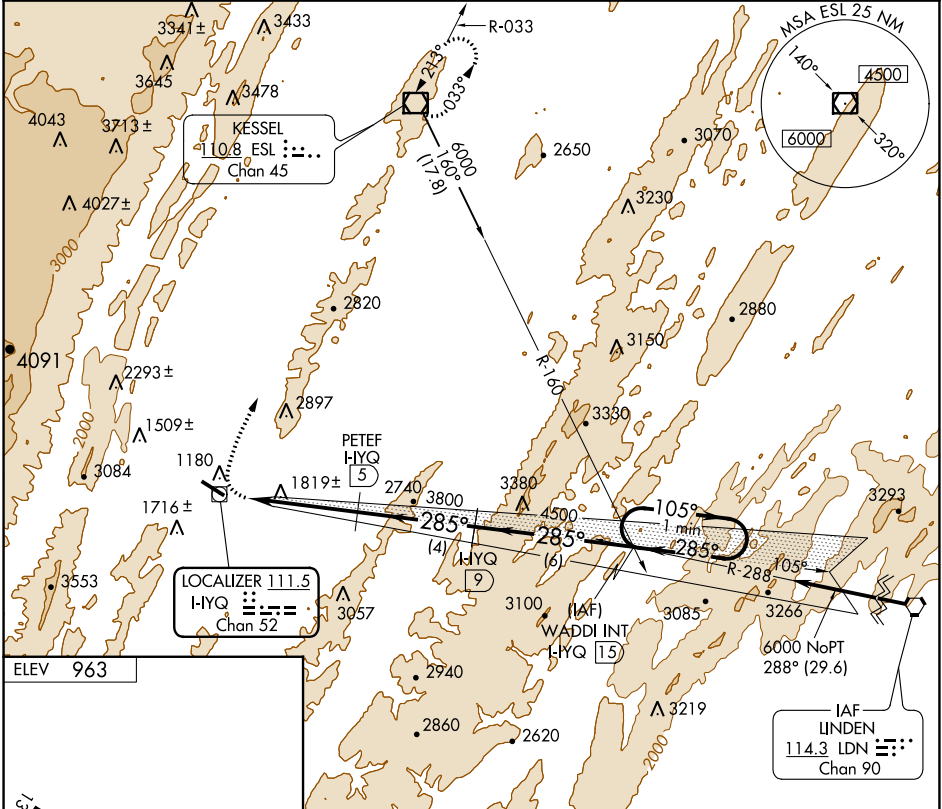 3341±
3433
R-033
3645
3478
4043
3713±
213°
033°
KESSEL
110.8 ESL
Chan 45
MSA ESL 25 NM
140°
4500
6000
320°
6000
160°
(17.8)
2650
3070
4027±
3230
3000
2820
2880
4091
3150
R-160
2293±
2897
3330
1509±
2000
PETEF
I-IYQ
5
3084
1180
1819±
2740
3800
3380
4500
105°
1 min
3293
1716±
285°
285°
285°
(4)
(6)
I-IYQ
9
R-288
105°
LOCALIZER 111.5
I-IYQ
Chan 52
3553
3057
3100
(IAF)
WADDI INT
I-IYQ 15
3085
3266
6000 NoPT
288° (29.6)
ELEV 963
2940
3219
2860
2620
2000
IAF
LINDEN
114.3 LDN
Chan 90